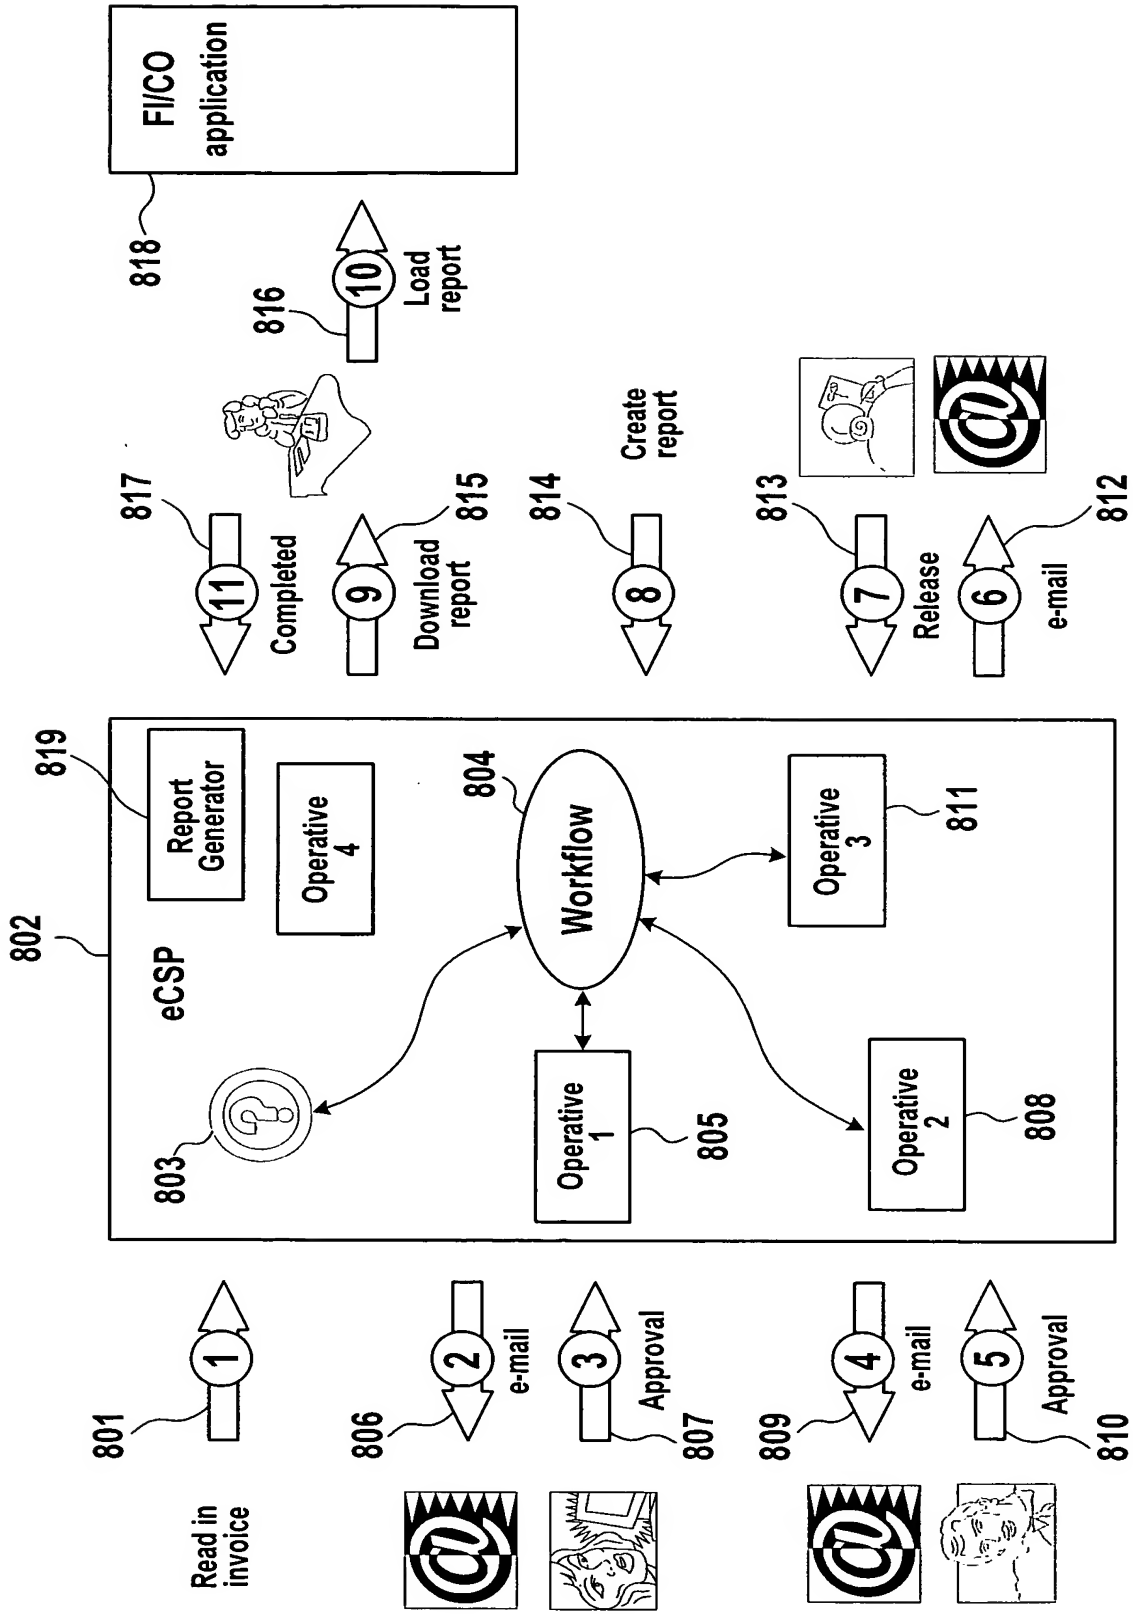 Read in
invoice
801
1
806
2
e-mail
3
Approval
807
809
4
e-mail
5
Approval
810
802
eCSP
803
819
Report
Generator
Operative
4
804
Workflow
Operative
1
805
Operative
2
808
Operative
3
811
817
11
Completed
9
Download
report
815
814
8
Create
report
813
7
Release
6
e-mail
812
816
10
Load
report
818
FI/CO
application